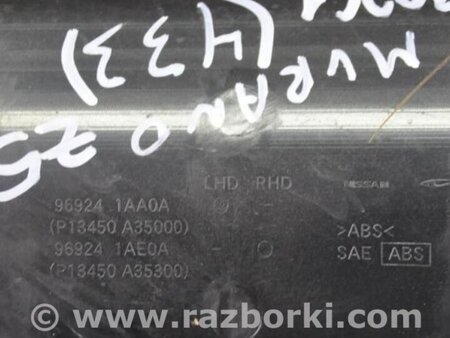 MURANO Z5
(433)
LHD RHD
96924 1AA0A O -
(P13450 A35000)
96924 1AE0A - O
(P13450 A35300)
NISSAN
>ABS<
SAE ABS
© www.razborki.com